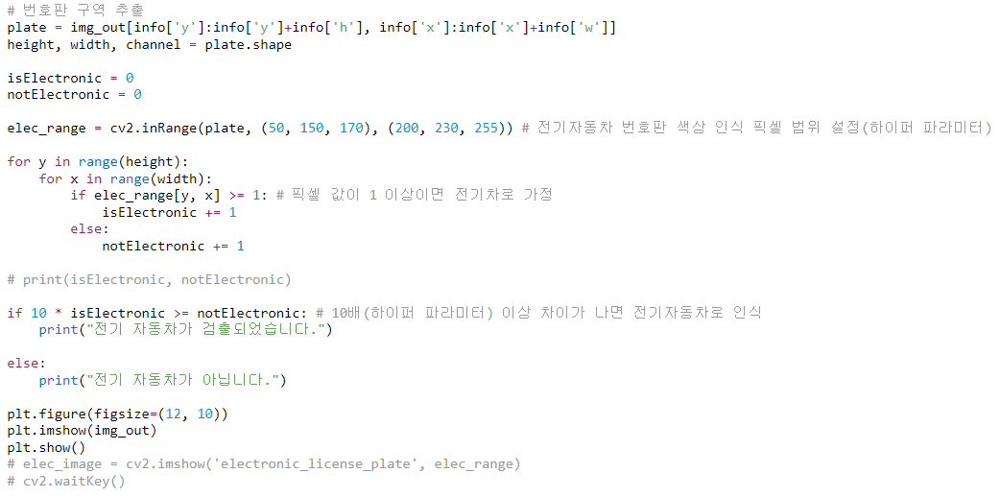 # 번호판 구역 추출
plate = img_out[info['y']:info['y']+info['h'], info['x']:info['x']+info['w']]
height, width, channel = plate.shape
isElectronic = 0
notElectronic = 0
elec_range = cv2.inRange(plate, (50, 150, 170), (200, 230, 255)) # 전기자동차 번호판 색상 인식 픽셀 범위 설정(하이퍼 파라미터)
for y in range(height):
    for x in range(width):
        if elec_range[y, x] >= 1: # 픽셀 값이 1 이상이면 전기차로 가정
            isElectronic += 1
        else:
            notElectronic += 1
# print(isElectronic, notElectronic)
if 10 * isElectronic >= notElectronic: # 10배(하이퍼 파라미터) 이상 차이가 나면 전기자동차로 인식
    print("전기 자동차가 검출되었습니다.")
else:
    print("전기 자동차가 아닙니다.")
plt.figure(figsize=(12, 10))
plt.imshow(img_out)
plt.show()
# elec_image = cv2.imshow('electronic_license_plate', elec_range)
# cv2.waitKey()